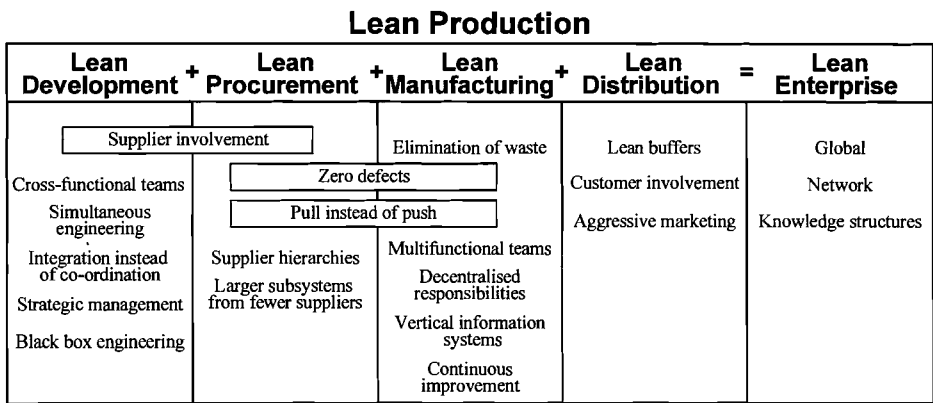 Lean Production
Lean Development + Lean Procurement + Lean Manufacturing + Lean Distribution = Lean Enterprise
Supplier involvement
Cross-functional teams
Simultaneous
engineering
Integration instead
of co-ordination
Strategic management
Black box engineering
Zero defects
Pull instead of push
Supplier hierarchies
Larger subsystems
from fewer suppliers
Elimination of waste
Multifunctional teams
Decentralised
responsibilities
Vertical information
systems
Continuous
improvement
Lean buffers
Customer involvement
Aggressive marketing
Global
Network
Knowledge structures